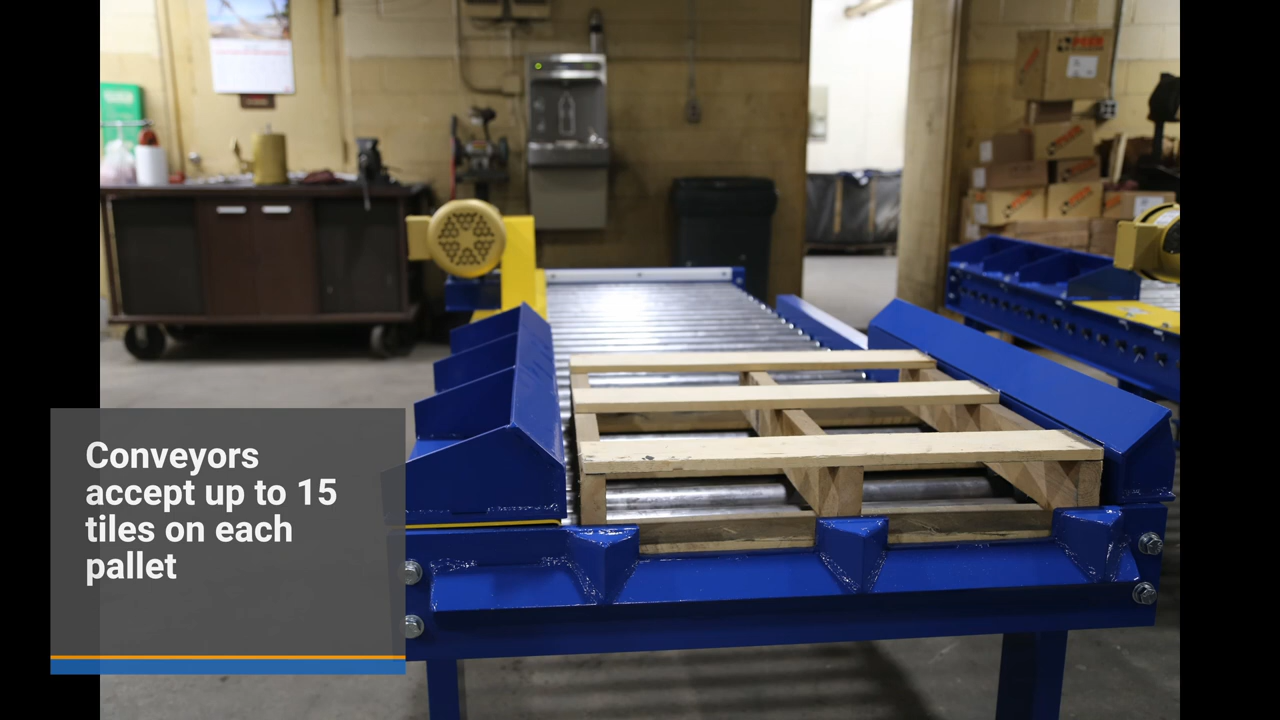 Conveyors
accept up to 15
tiles on each
pallet